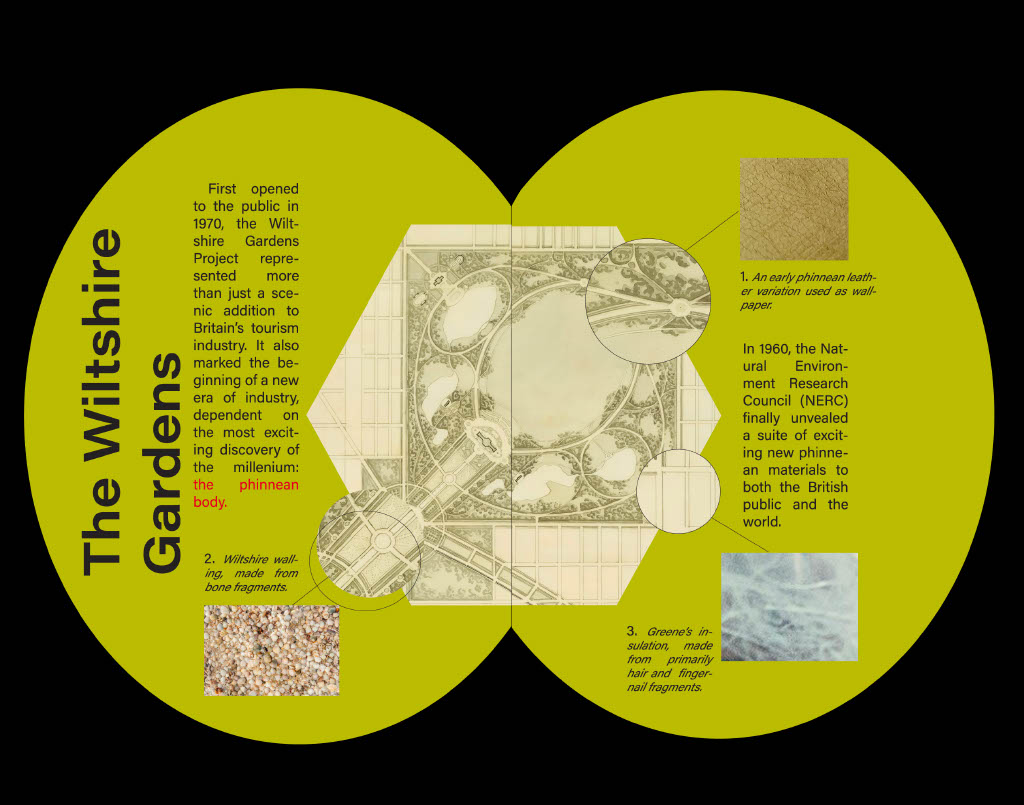 The Wiltshire
Gardens
First opened
to the public in
1970, the Wilt-
shire Gardens
Project repre-
sented more
than just a sce-
nic addition to
Britain's tourism
industry. It also
marked the be-
ginning of a new
era of industry,
dependent on
the most excit-
ing discovery of
the millenium:
the phinnean
body.
2. Wiltshire wall-
ing, made from
bone fragments.
1. An early phinnean leath-
er variation used as wall-
paper.
In 1960, the Nat-
ural Environ-
ment Research
Council (NERC)
finally unvealed
a suite of excit-
ing new phinne-
an materials to
both the British
public and the
world.
3. Greene's in-
sulation, made
from primarily
hair and finger-
nail fragments.